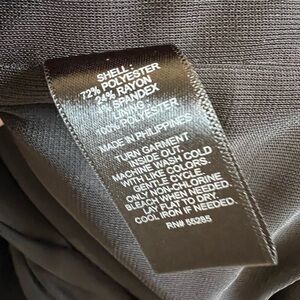 SHELL:
72% POLYESTER
24% RAYON
4% SPANDEX
LINING:
100% POLYESTER
MADE IN PHILIPPINES
TURN GARMENT
INSIDE OUT.
MACHINE WASH COLD
WITH LIKE COLORS.
GENTLE CYCLE.
ONLY NON-CHLORINE
BLEACH WHEN NEEDED.
LAY FLAT TO DRY
COOL IRON IF NEEDED.
RN# 66285